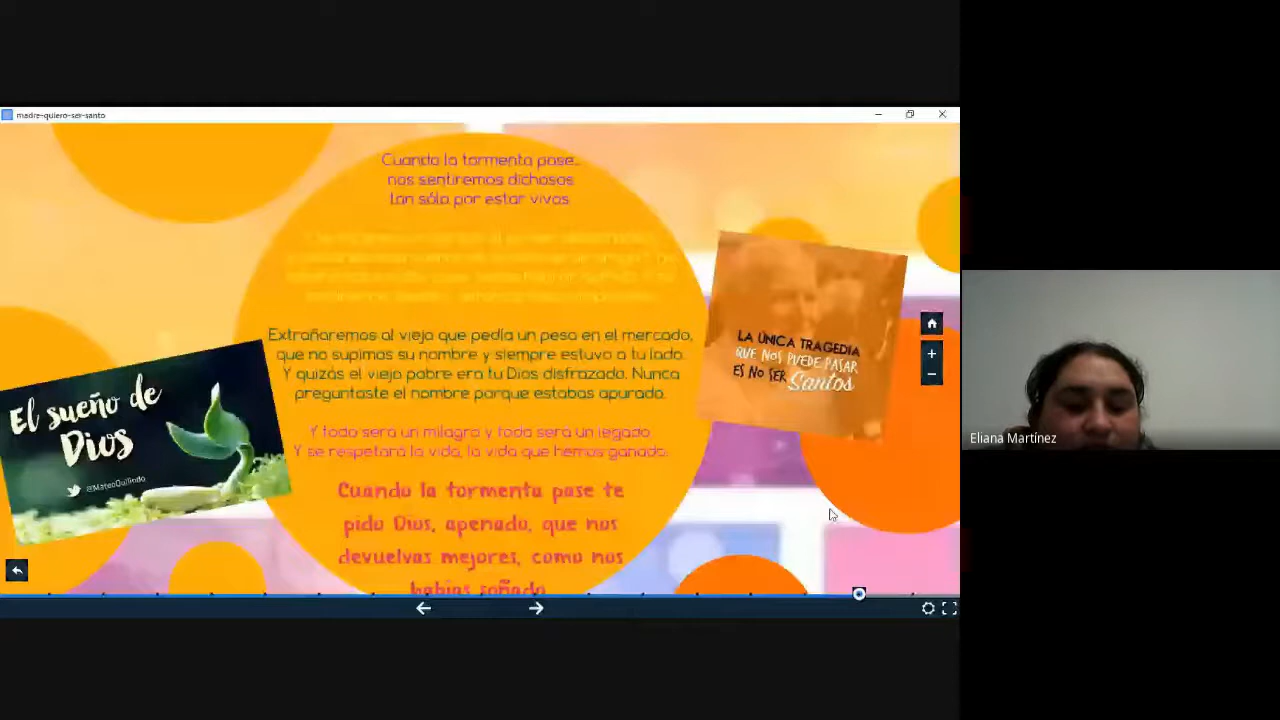 madre-quiero-ser-santo
Cuando la tormenta pase..
nos sentiremos dichosos
tan sólo por estar vivos
Extrañaremos al viejo que pedía un peso en el mercado,
que no supimos su nombre y siempre estuvo a tu lado.
Y quizás el viejo pobre era tu Dios disfrazado. Nunca
preguntaste el nombre porque estabas apurado.
Y todo será un milagro y todo será un legado
Y se respetará la vida, la vida que hemos ganado.
Cuando la tormenta pase te
pido Dios, apenado, que nos
devuelvas mejores, como nos
habías soñado
El sueño de
Dios
@MateoQuilindo
LA ÚNICA TRAGEDIA
QUE NOS PUEDE PASAR
ES NO SER Santos
Eliana Martínez